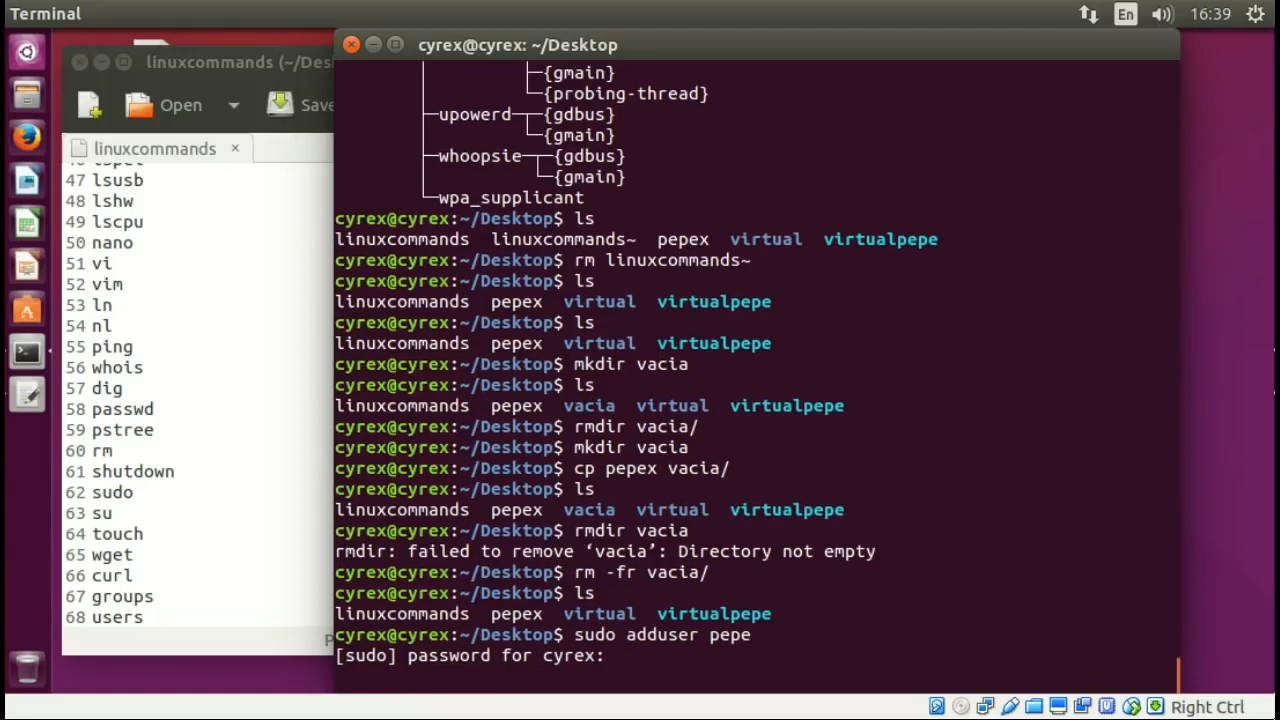 Terminal
En
16:39
linuxcommands (~/Des
cyrex@cyrex: ~/Desktop
Open
Save
linuxcommands ×
47 lsusb
48 lshw
49 lscpu
50 nano
51 vi
52 vim
53 ln
54 nl
55 ping
56 whois
57 dig
58 passwd
59 pstree
60 rm
61 shutdown
62 sudo
63 su
64 touch
65 wget
66 curl
67 groups
68 users
{gmain}
{probing-thread}
upowerd {gdbus}
{gmain}
whoopsie {gdbus}
{gmain}
wpa_supplicant
cyrex@cyrex:~/Desktop$ ls
linuxcommands linuxcommands~ pepex virtual virtualpepe
cyrex@cyrex:~/Desktop$ rm linuxcommands~
cyrex@cyrex:~/Desktop$ ls
linuxcommands pepex virtual virtualpepe
cyrex@cyrex:~/Desktop$ ls
linuxcommands pepex virtual virtualpepe
cyrex@cyrex:~/Desktop$ mkdir vacia
cyrex@cyrex:~/Desktop$ ls
linuxcommands pepex vacia virtual virtualpepe
cyrex@cyrex:~/Desktop$ rmdir vacia/
cyrex@cyrex:~/Desktop$ mkdir vacia
cyrex@cyrex:~/Desktop$ cp pepex vacia/
cyrex@cyrex:~/Desktop$ ls
linuxcommands pepex vacia virtual virtualpepe
cyrex@cyrex:~/Desktop$ rmdir vacia
rmdir: failed to remove ‘vacia’: Directory not empty
cyrex@cyrex:~/Desktop$ rm -fr vacia/
cyrex@cyrex:~/Desktop$ ls
linuxcommands pepex virtual virtualpepe
cyrex@cyrex:~/Desktop$ sudo adduser pepe
[sudo] password for cyrex:
Right Ctrl